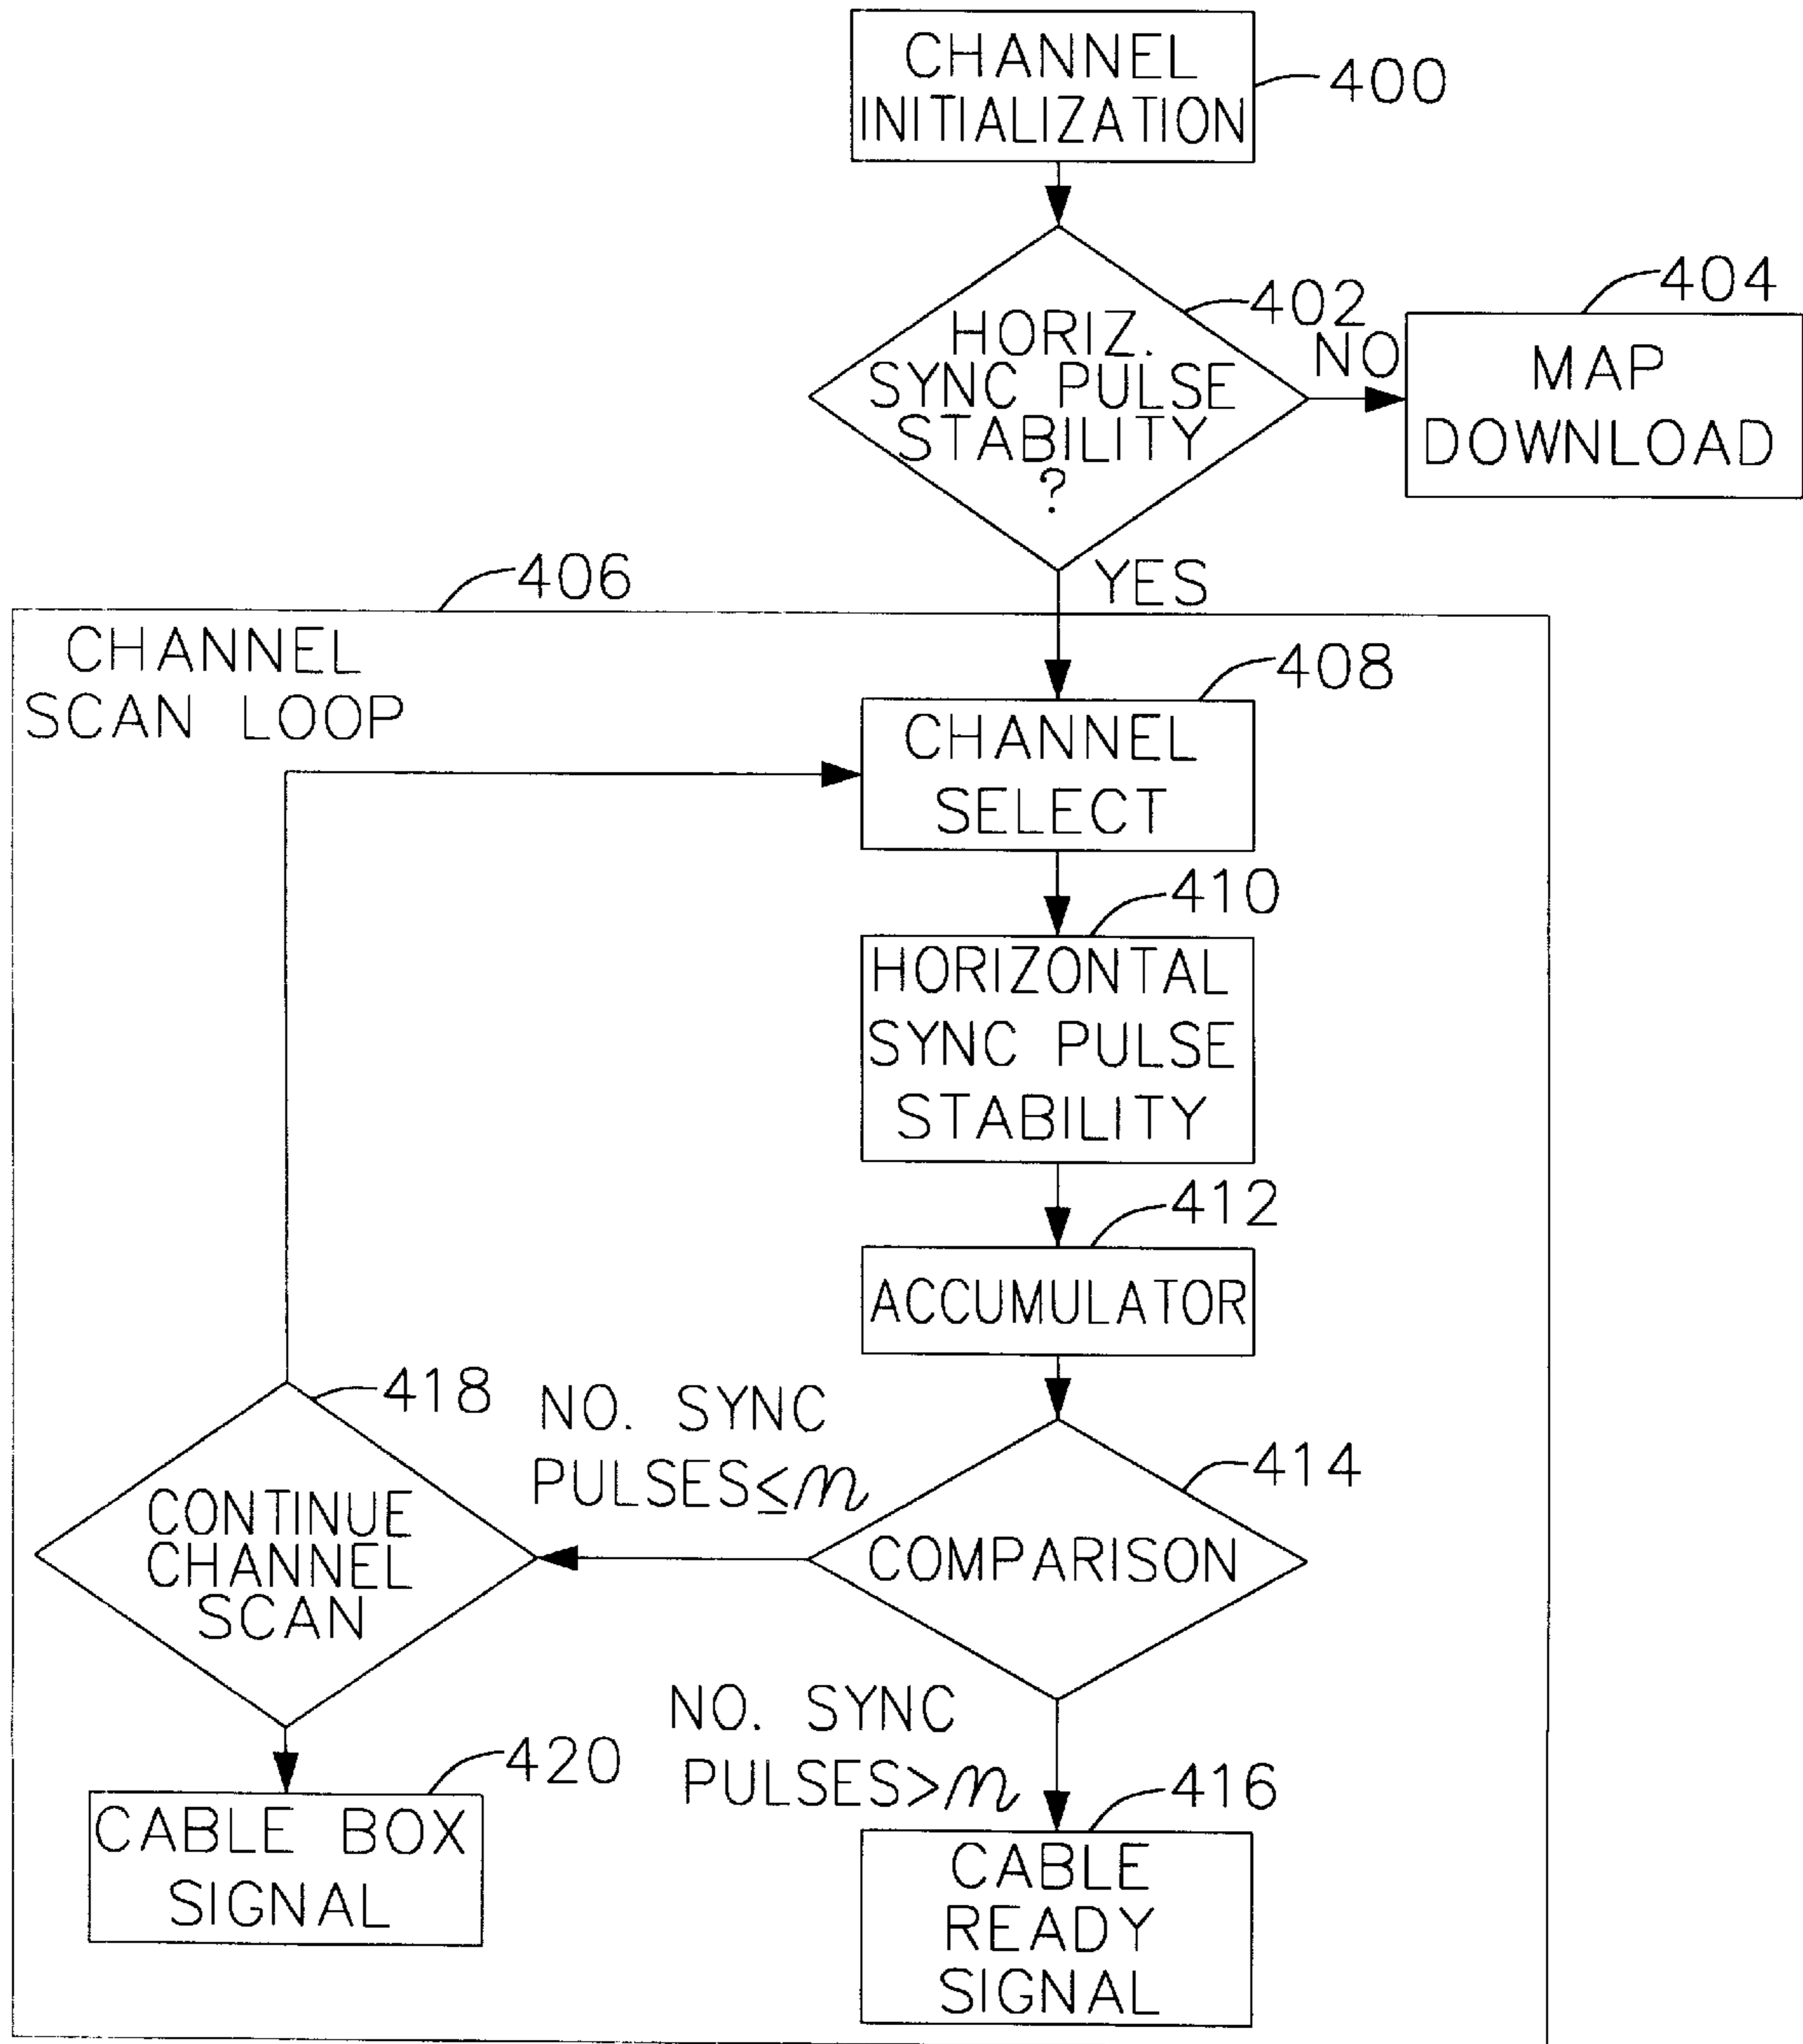 CHANNEL
INITIALIZATION
400
HORIZ.
SYNC PULSE
STABILITY
?
402
NO
404
MAP
DOWNLOAD
YES
406
CHANNEL
SCAN LOOP
408
CHANNEL
SELECT
410
HORIZONTAL
SYNC PULSE
STABILITY
412
ACCUMULATOR
414
COMPARISON
NO. SYNC
PULSES≤n
418
CONTINUE
CHANNEL
SCAN
420
CABLE BOX
SIGNAL
NO. SYNC
PULSES>n
416
CABLE
READY
SIGNAL